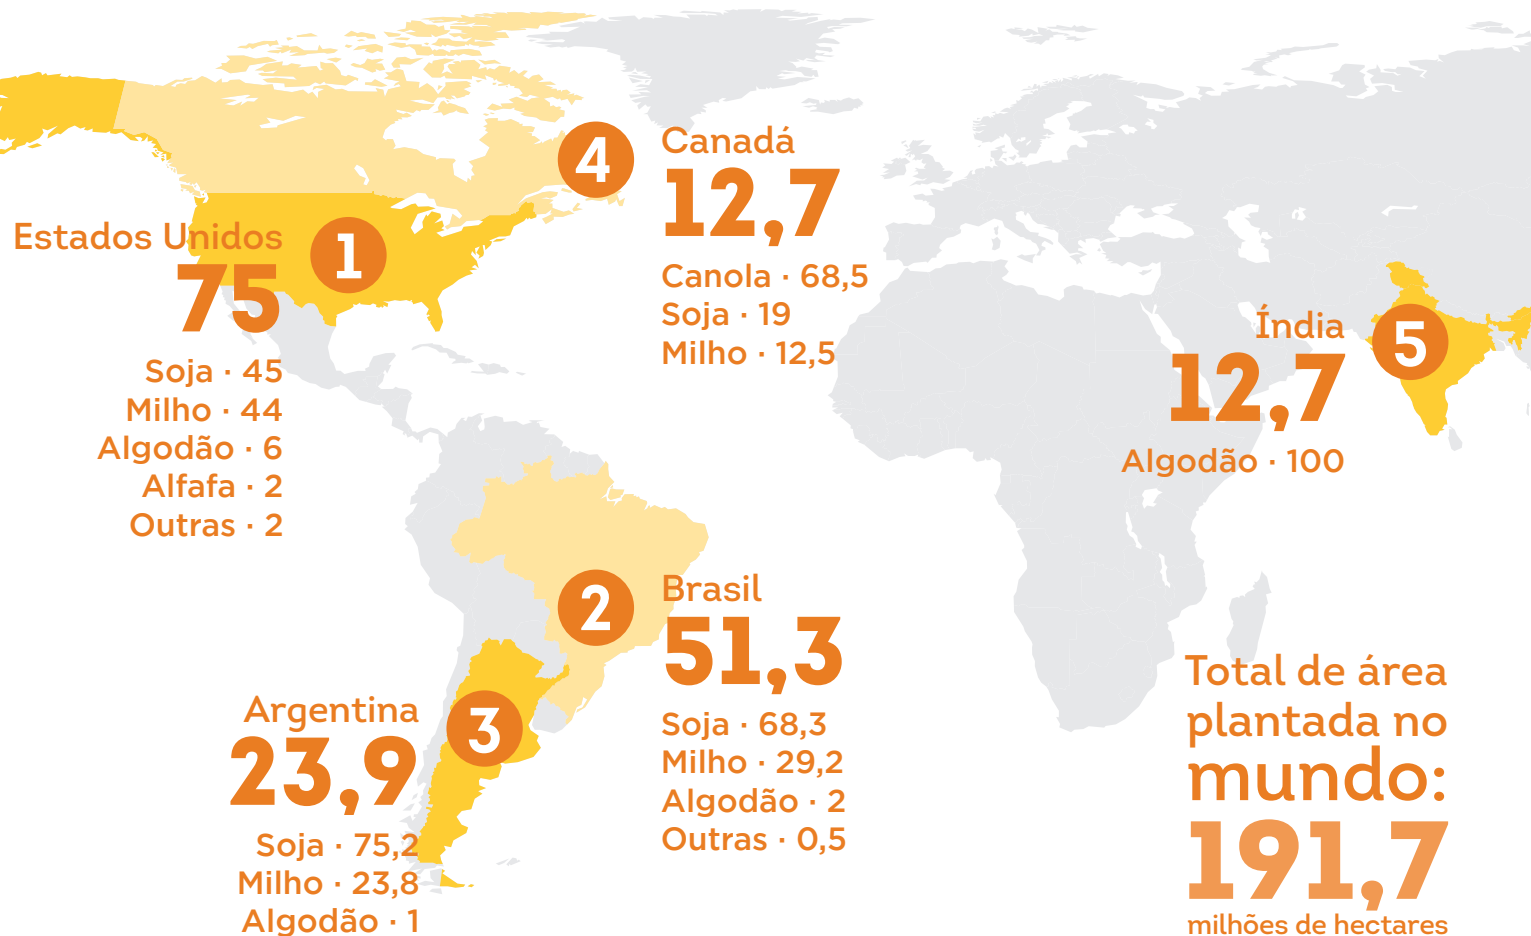 4
Canadá
12,7
Canola · 68,5
Soja · 19
Milho · 12,5
Estados Unidos
1
75
Soja · 45
Milho · 44
Algodão · 6
Alfafa · 2
Outras · 2
Índia
5
12,7
Algodão · 100
2
Brasil
51,3
Soja · 68,3
Milho · 29,2
Algodão · 2
Outras · 0,5
Argentina
3
23,9
Soja · 75,2
Milho · 23,8
Algodão · 1
Total de área
plantada no
mundo:
191,7
milhões de hectares